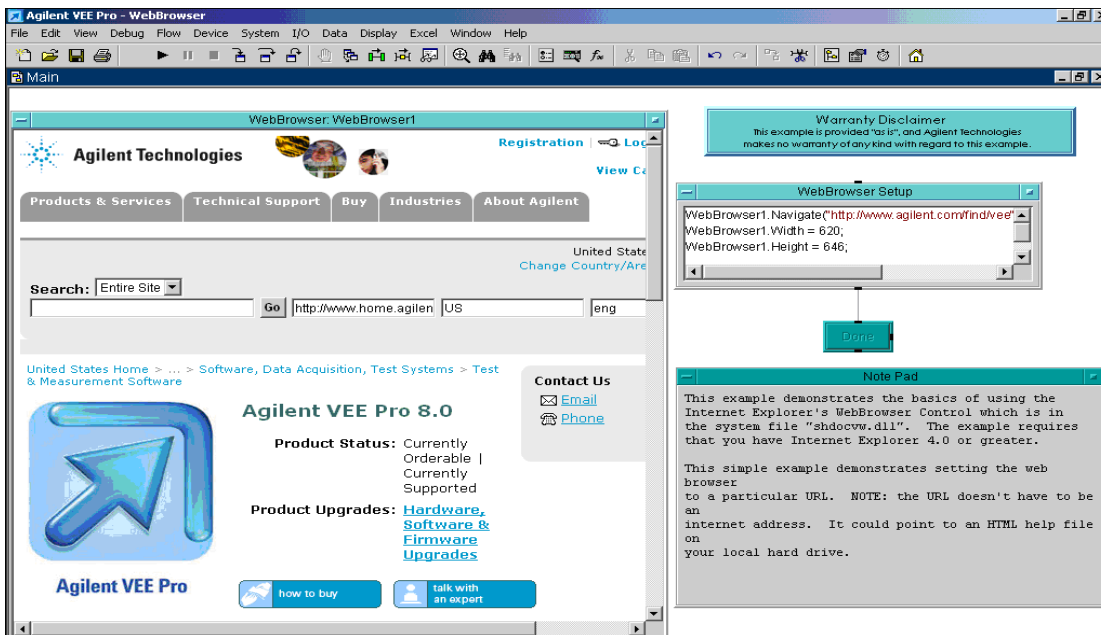 Agilent VEE Pro - WebBrowser
File Edit View Debug Flow Device System I/O Data Display Excel Window Help
Main
WebBrowser: WebBrowser1
Agilent Technologies
Registration | Log
View Ca
Products & Services Technical Support Buy Industries About Agilent
United State
Change Country/Are
Search: Entire Site
Go http://www.home.agilen US eng
United States Home > ... > Software, Data Acquisition, Test Systems > Test
& Measurement Software
Agilent VEE Pro 8.0
Product Status: Currently
Orderable |
Currently
Supported
Product Upgrades: Hardware,
Software &
Firmware
Upgrades
Agilent VEE Pro
how to buy
talk with
an expert
Contact Us
Email
Phone
Warranty Disclaimer
This example is provided "as is", and Agilent Technologies
makes no warranty of any kind with regard to this example.
WebBrowser Setup
WebBrowser1.Navigate("http://www.agilent.com/find/vee"
WebBrowser1.Width = 620;
WebBrowser1.Height = 646;
Done
Note Pad
This example demonstrates the basics of using the
Internet Explorer's WebBrowser Control which is in
the system file "shdocvw.dll". The example requires
that you have Internet Explorer 4.0 or greater.
This simple example demonstrates setting the web
browser
to a particular URL. NOTE: the URL doesn't have to be
an
internet address. It could point to an HTML help file
on
your local hard drive.